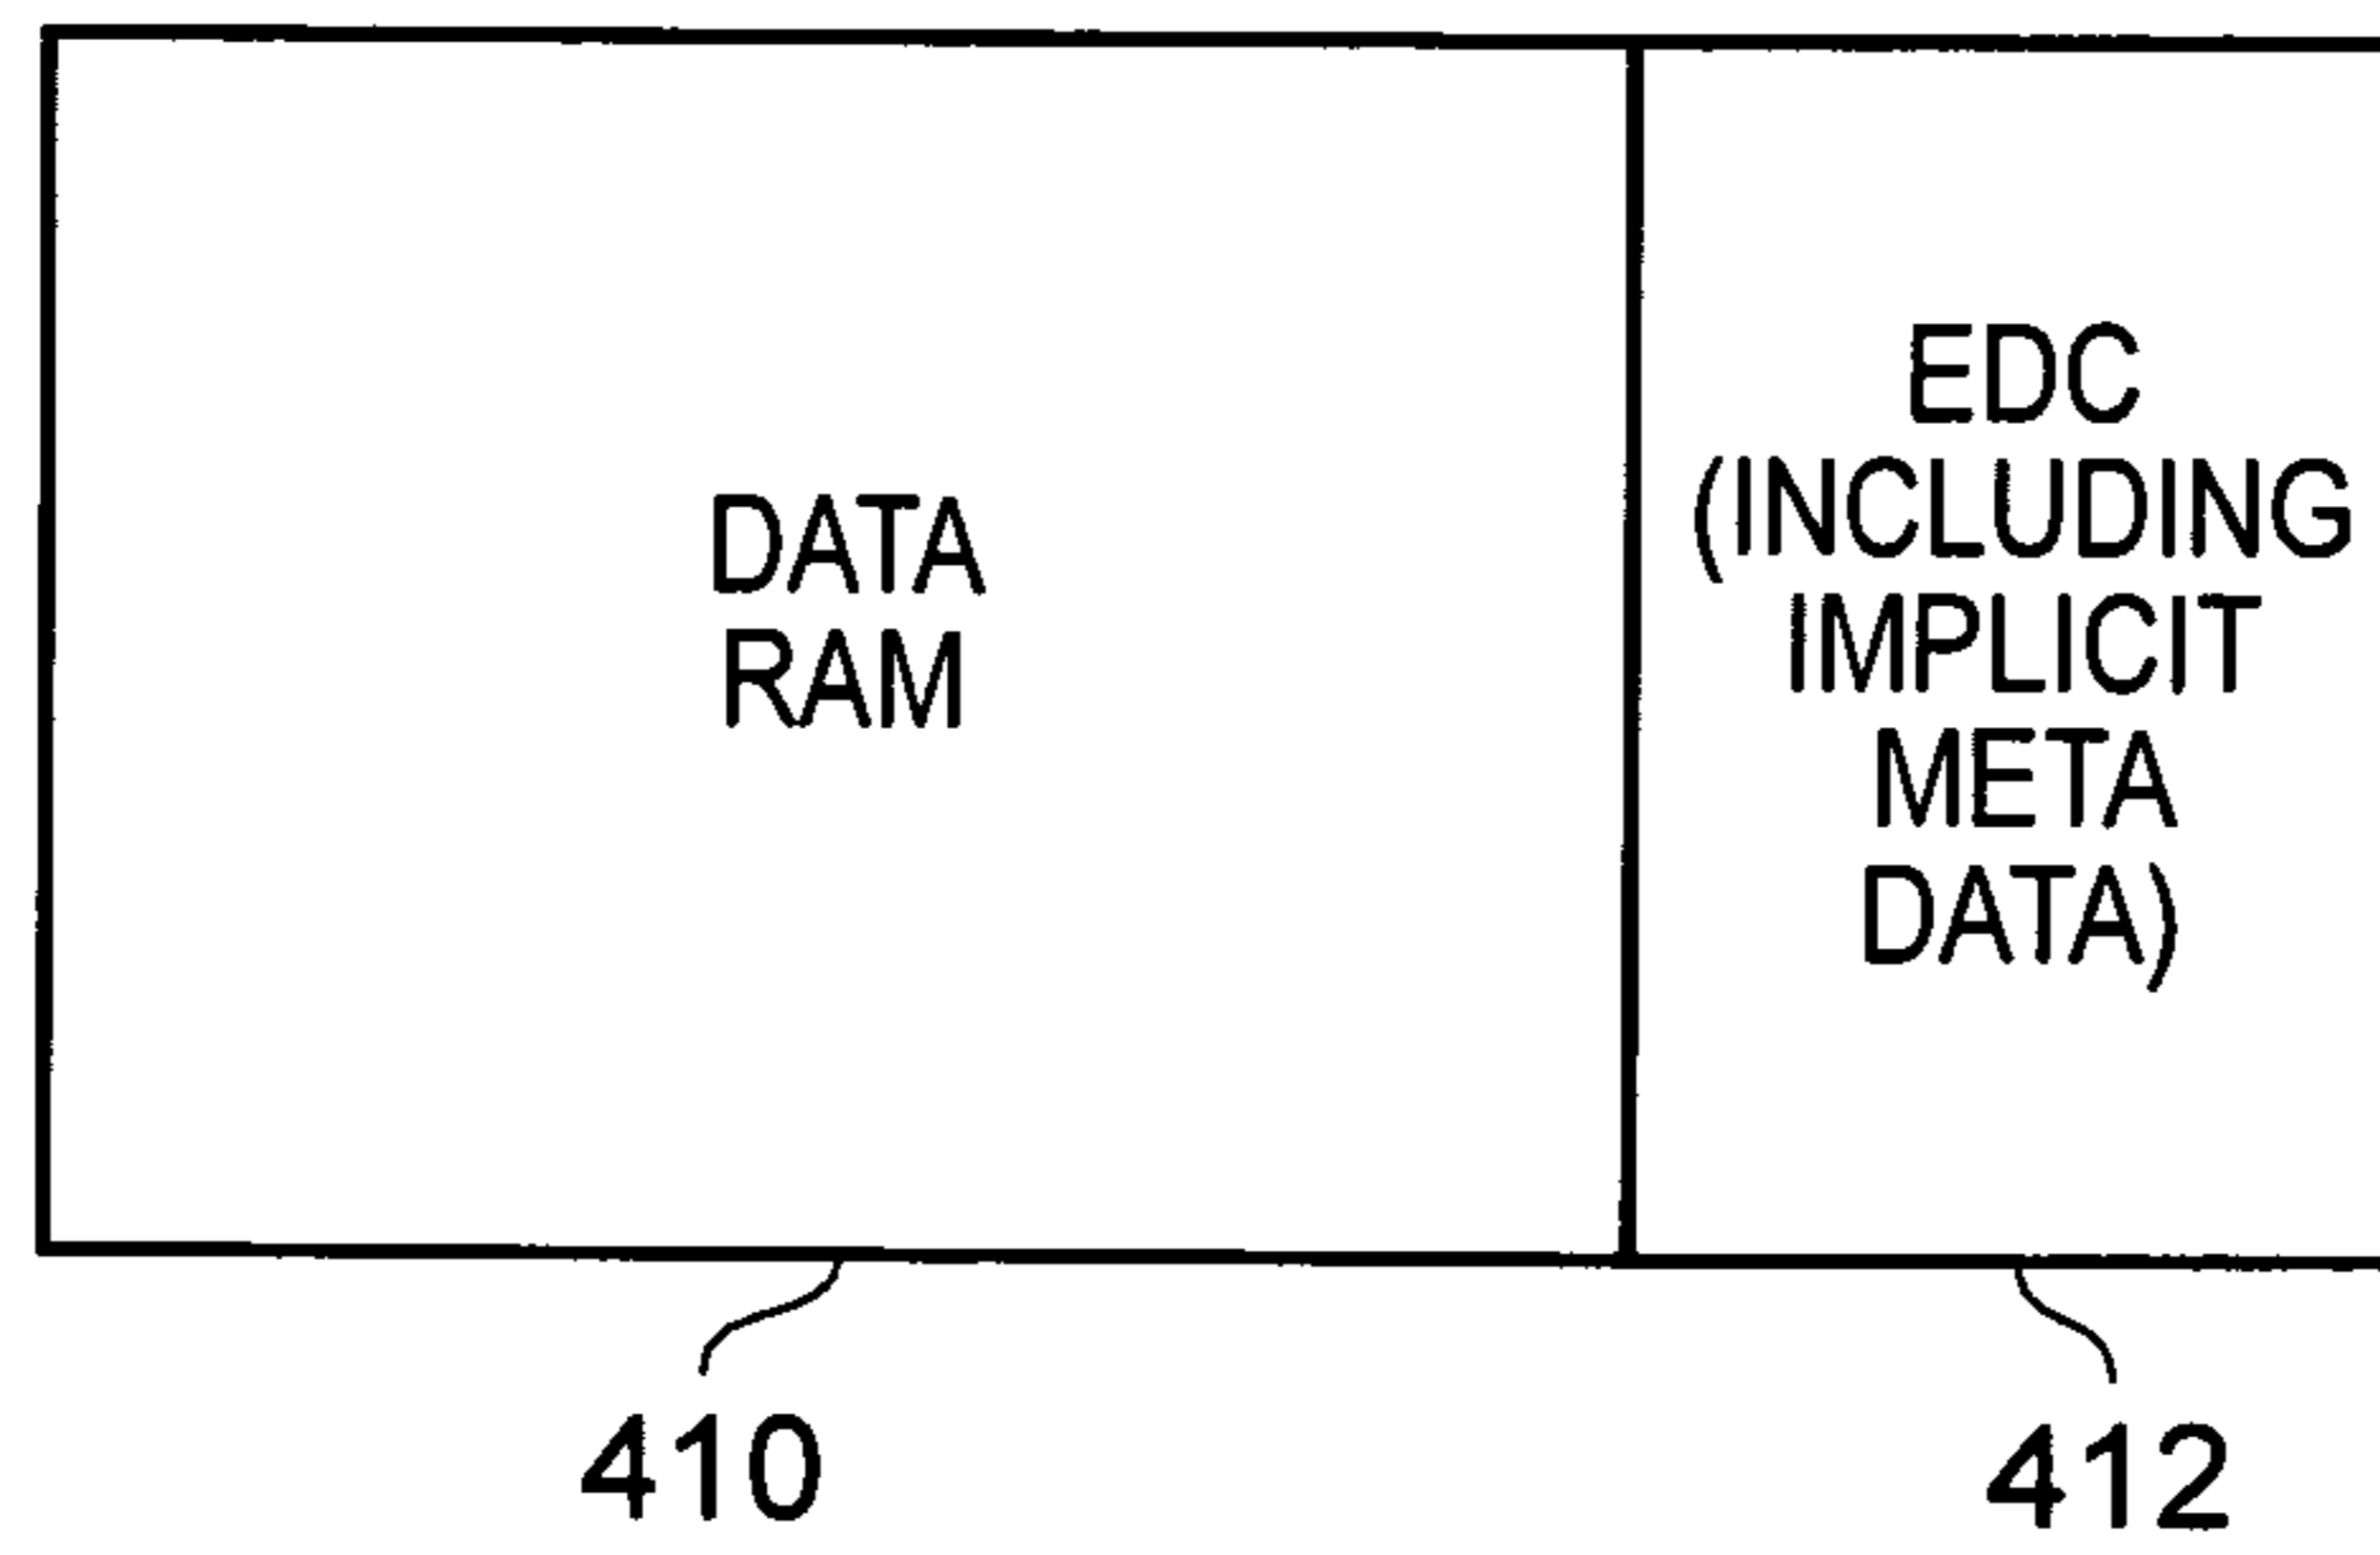 DATA
RAM
EDC
(INCLUDING
IMPLICIT
META
DATA)
410
412